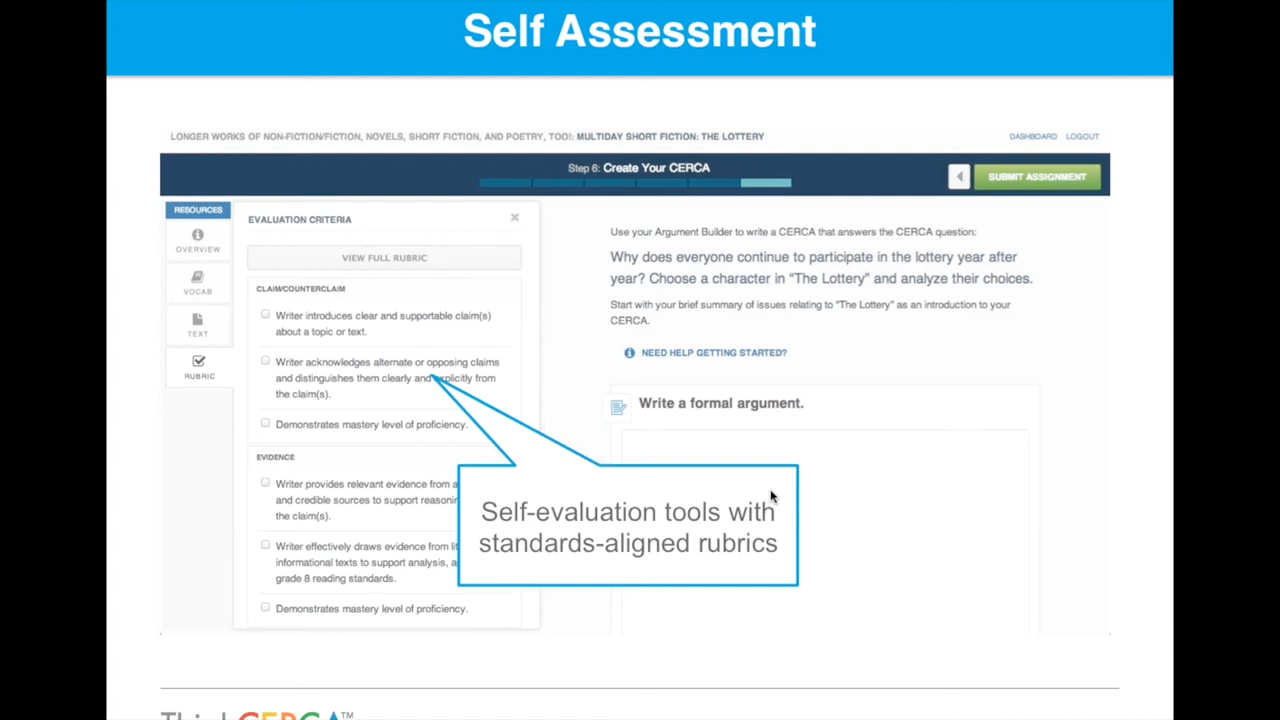 Self Assessment
LONGER WORKS OF NON-FICTION/FICTION, NOVELS, SHORT FICTION, AND POETRY, TOO!: MULTIDAY SHORT FICTION: THE LOTTERY
DASHBOARD LOGOUT
Step 6: Create Your CERCA
SUBMIT ASSIGNMENT
RESOURCES
OVERVIEW
VOCAB
TEXT
RUBRIC
EVALUATION CRITERIA
VIEW FULL RUBRIC
CLAIM/COUNTERCLAIM
Writer introduces clear and supportable claim(s)
about a topic or text.
Writer acknowledges alternate or opposing claims
and distinguishes them clearly and explicitly from
the claim(s).
Demonstrates mastery level of proficiency.
EVIDENCE
Writer provides relevant evidence from
and credible sources to support
the claim(s).
Writer effectively draws evidence from
informational texts to support analysis,
grade 8 reading standards.
Demonstrates mastery level of proficiency.
Use your Argument Builder to write a CERCA that answers the CERCA question:
Why does everyone continue to participate in the lottery year after
year? Choose a character in “The Lottery” and analyze their choices.
Start with your brief summary of issues relating to “The Lottery” as an introduction to your
CERCA.
NEED HELP GETTING STARTED?
Write a formal argument.
Self-evaluation tools with
standards-aligned rubrics
ThinkCERCA™